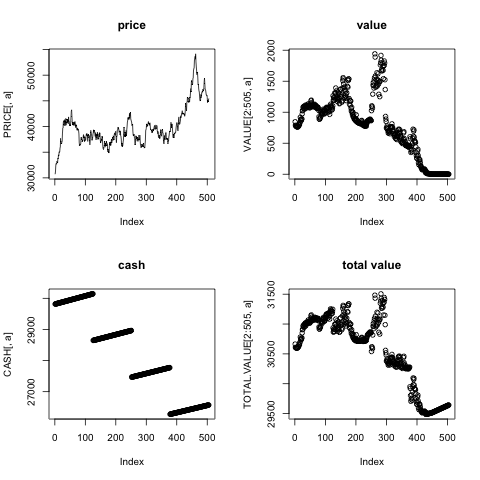 price
PRICE[, a]
30000 40000 50000
0 100 200 300 400 500
Index
value
VALUE[2:505, a]
0 500 1000 1500 2000
0 100 200 300 400 500
Index
cash
CASH[, a]
27000 29000
0 100 200 300 400 500
Index
total value
TOTAL.VALUE[2:505, a]
29500 30500 31500
0 100 200 300 400 500
Index